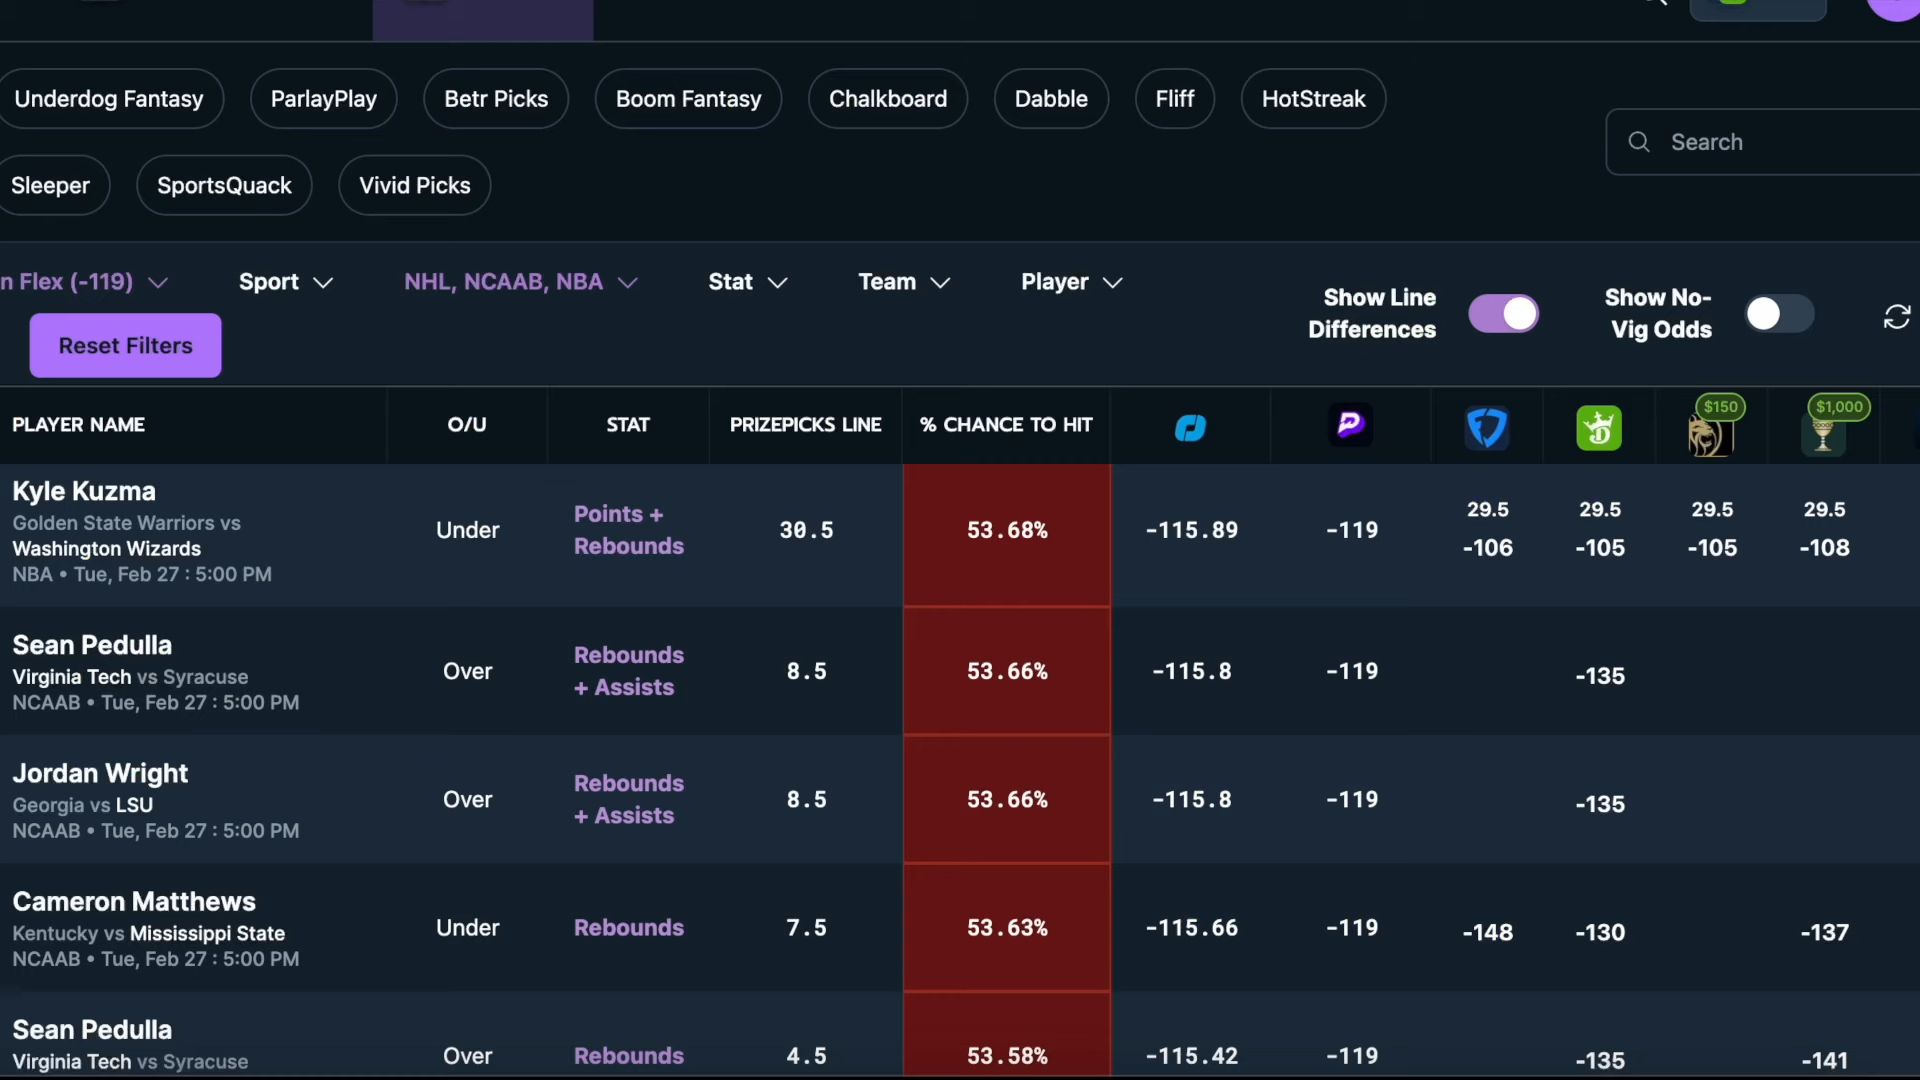 Underdog Fantasy
ParlayPlay
Betr Picks
Boom Fantasy
Chalkboard
Dabble
Fliff
HotStreak
Search
Sleeper
SportsQuack
Vivid Picks
n Flex (-119)
Sport
NHL, NCAAB, NBA
Stat
Team
Player
Show Line
Differences
Show No-
Vig Odds
Reset Filters
PLAYER NAME
O/U
STAT
PRIZEPICKS LINE
% CHANCE TO HIT
$150
$1,000
Kyle Kuzma
Golden State Warriors vs
Washington Wizards
NBA • Tue, Feb 27 : 5:00 PM
Under
Points +
Rebounds
30.5
53.68%
-115.89
-119
29.5
-106
29.5
-105
29.5
-105
29.5
-108
Sean Pedulla
Virginia Tech vs Syracuse
NCAAB • Tue, Feb 27 : 5:00 PM
Over
Rebounds
+ Assists
8.5
53.66%
-115.8
-119
-135
Jordan Wright
Georgia vs LSU
NCAAB • Tue, Feb 27 : 5:00 PM
Over
Rebounds
+ Assists
8.5
53.66%
-115.8
-119
-135
Cameron Matthews
Kentucky vs Mississippi State
NCAAB • Tue, Feb 27 : 5:00 PM
Under
Rebounds
7.5
53.63%
-115.66
-119
-148
-130
-137
Sean Pedulla
Virginia Tech vs Syracuse
Over
Rebounds
4.5
53.58%
-115.42
-119
-135
-141